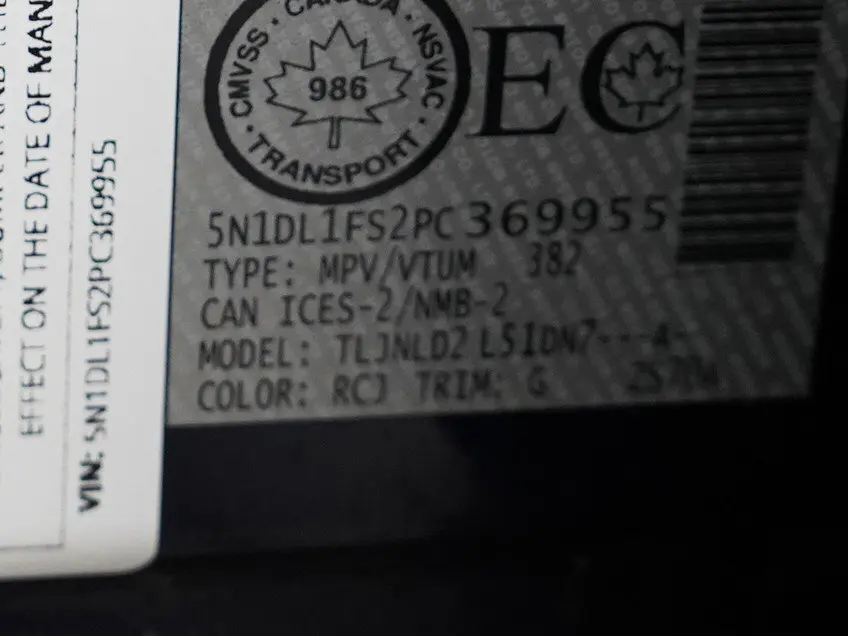 EFFECT ON THE DATE OF MAN
VIN: 5N1DL1FS2PC369955
CMVSS · CANADA · NSVAC · TRANSPORT ·
986
EC
5N1DL1FS2PC369955
TYPE: MPV/VTUM 382
CAN ICES-2/NMB-2
MODEL: TLJNLD2 L51DN7---A-
COLOR: RCJ TRIM: G